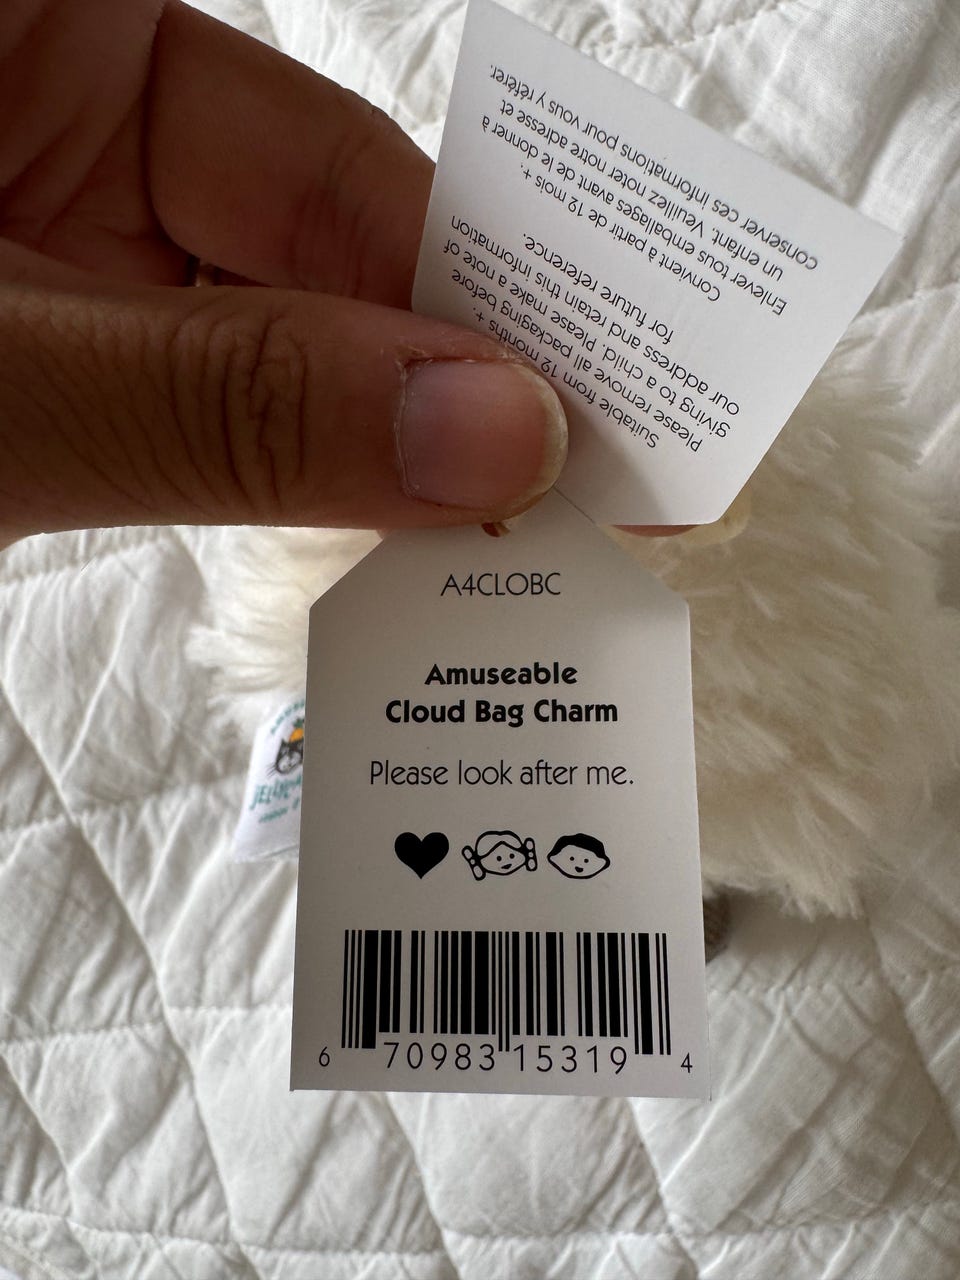 Suitable from 12 months +.
Please remove all packaging before
giving to a child. Please make a note of
our address and retain this information
for future reference.
Convient à partir de 12 mois +.
Enlever tous emballages avant de le donner à
un enfant. Veuillez noter notre adresse et
conserver ces informations pour vous y référer.
A4CLOBC
Amuseable
Cloud Bag Charm
Please look after me.
6 70983 15319 4